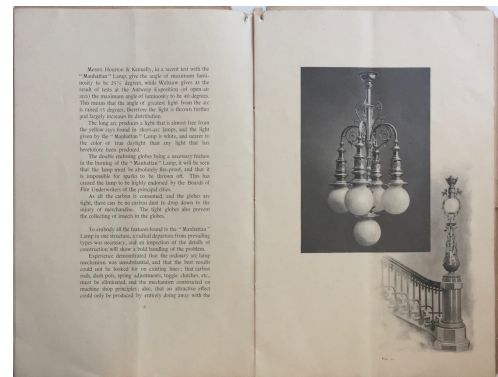 Messrs. Houston & Kennelly, in a recent test with the
"Manhattan" Lamp, give the angle of maximum lumi-
nosity to be 25½ degrees, while Weinaw gives as the
result of tests at the Antwerp Exposition (of open-air
arcs) the maximum angle of luminosity to be 40 degrees.
This means that the angle of greatest light from the arc
is raised 15 degrees, therefore the light is thrown further
and largely increases its distribution.
The long arc produces a light that is almost free from
the yellow rays found in short-arc lamps, and the light
given by the "Manhattan" Lamp is white, and nearer to
the color of true daylight than any light that has
heretofore been produced.
The double enclosing globes being a necessary feature
in the burning of the "Manhattan" Lamp, it will be seen
that the lamp must be absolutely fire-proof, and that it
is impossible for sparks to be thrown off. This has
caused the lamp to be highly endorsed by the Boards of
Fire Underwriters of the principal cities.
As all the carbon is consumed, and the globes are
tight, there can be no carbon dust to drop down to the
injury of merchandise. The tight globes also prevent
the collecting of insects in the globes.
To embody all the features found in the "Manhattan"
Lamp in one structure, a radical departure from prevailing
types was necessary, and an inspection of the details of
construction will show a bold handling of the problem.
Experience demonstrated that the ordinary arc lamp
mechanism was unsubstantial, and that the best results
could not be looked for on existing lines; that carbon
rods, dash pots, spring adjustments, toggle clutches, etc.,
must be eliminated, and the mechanism constructed on
machine shop principles; also, that an attractive effect
could only be produced by entirely doing away with the